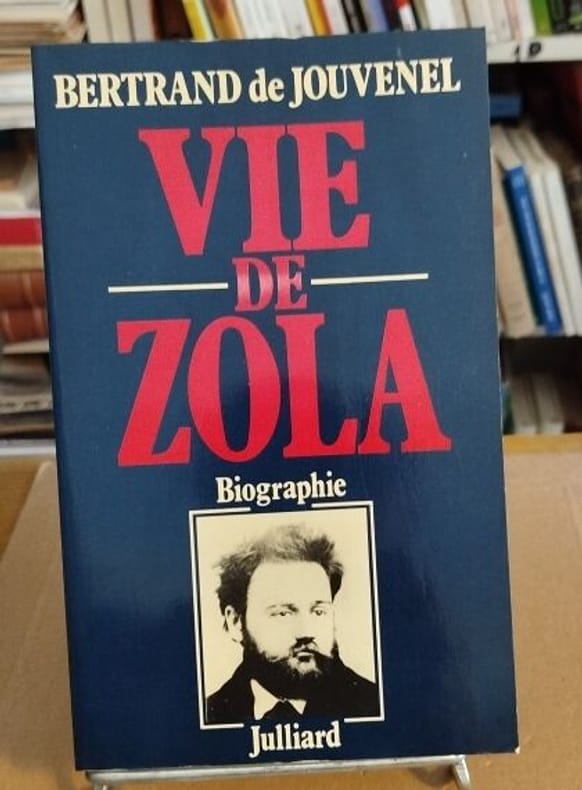 BERTRAND de JOUVENEL
VIE
DE
ZOLA
Biographie
Julliard